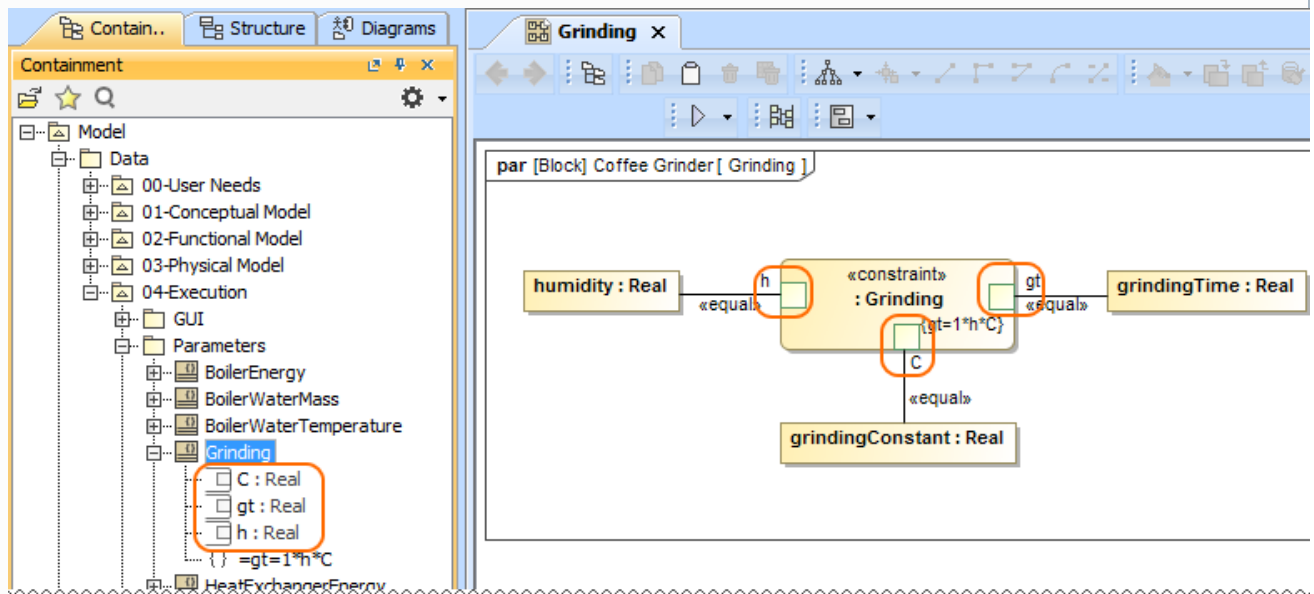 Contain.. Structure Diagrams
Containment
Model
Data
00-User Needs
01-Conceptual Model
02-Functional Model
03-Physical Model
04-Execution
GUI
Parameters
BoilerEnergy
BoilerWaterMass
BoilerWaterTemperature
Grinding
C : Real
gt : Real
h : Real
{ } =gt=1*h*C
HeatExchangerEnergy
Grinding
par [Block] Coffee Grinder [ Grinding ]
humidity : Real
h
«equal»
«constraint»
: Grinding
{gt=1*h*C}
gt
«equal»
grindingTime : Real
C
«equal»
grindingConstant : Real